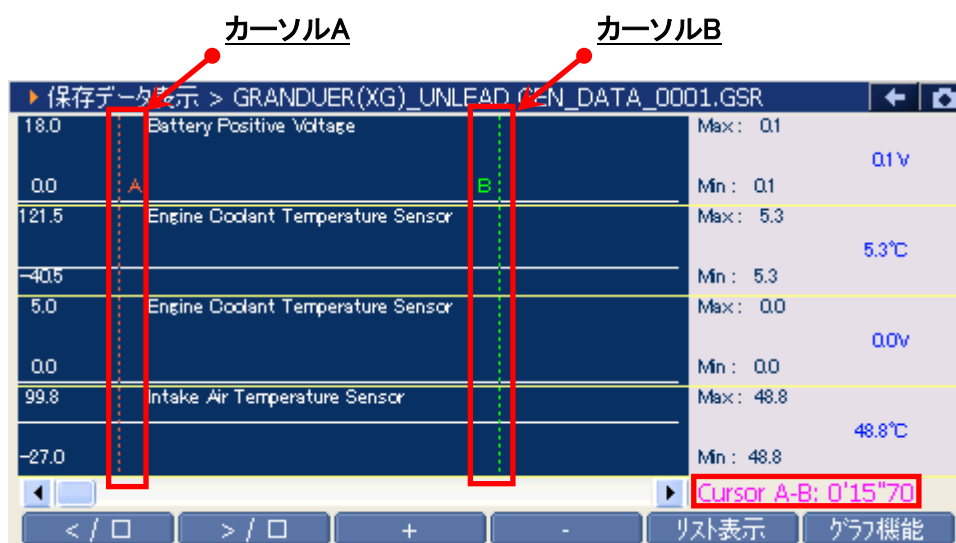 カーソルA カーソルB
保存データ表示 > GRANDUER(XG)_UNLEAD GEN_DATA_0001.GSR
18.0 Battery Positive Voltage Max: 0.1
0.1 V
0.0 A B Min: 0.1
121.5 Engine Coolant Temperature Sensor Max: 5.3
5.3℃
-40.5 Min: 5.3
5.0 Engine Coolant Temperature Sensor Max: 0.0
0.0V
0.0 Min: 0.0
99.8 Intake Air Temperature Sensor Max: 48.8
48.8℃
-27.0 Min: 48.8
Cursor A-B: 0'15"70
< / □ > / □ + - リスト表示 グラフ機能